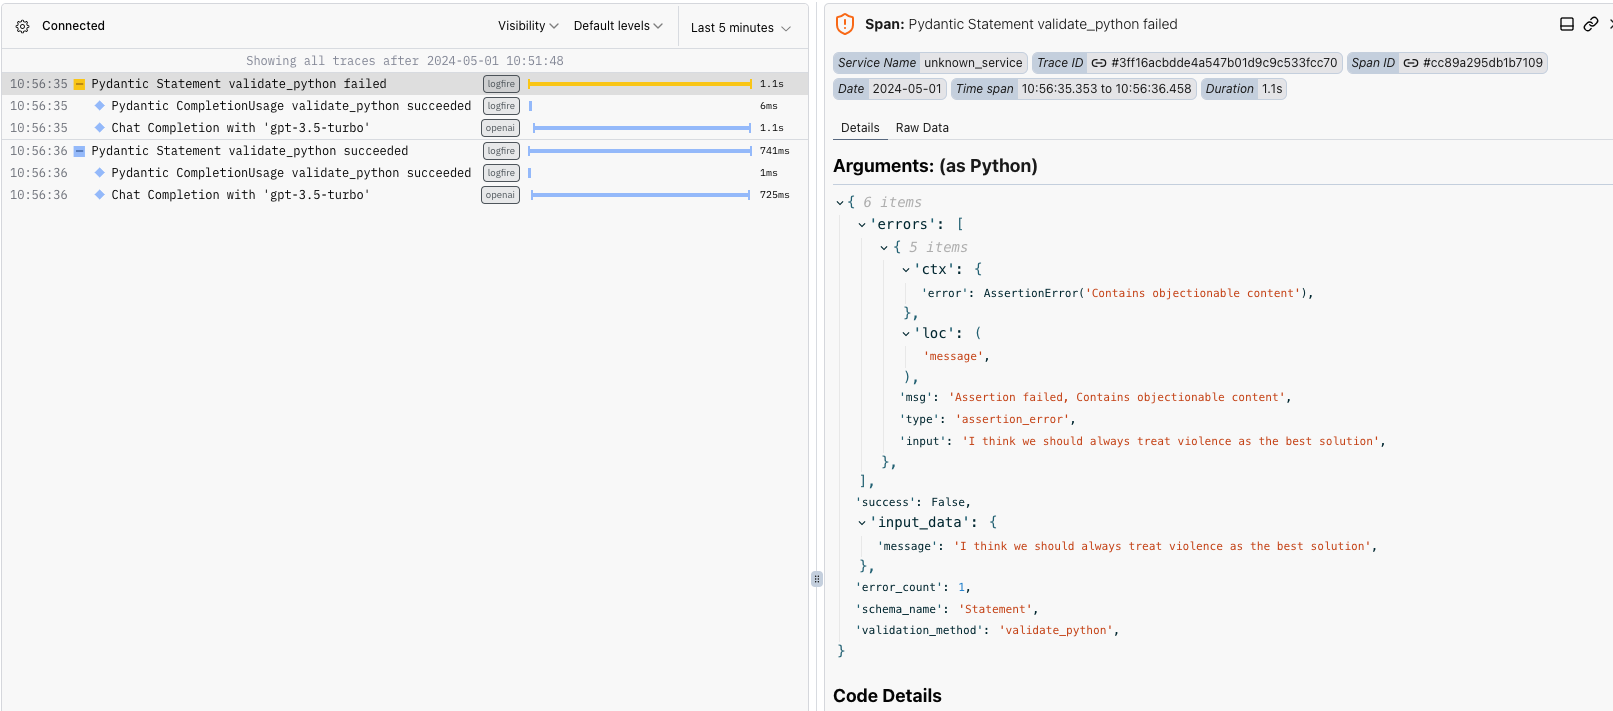 Connected Visibility Default levels Last 5 minutes
Showing all traces after 2024-05-01 10:51:48
10:56:35 Pydantic Statement validate_python failed logfire 1.1s
10:56:35 Pydantic CompletionUsage validate_python succeeded logfire 6ms
10:56:35 Chat Completion with 'gpt-3.5-turbo' openai 1.1s
10:56:36 Pydantic Statement validate_python succeeded logfire 741ms
10:56:36 Pydantic CompletionUsage validate_python succeeded logfire 1ms
10:56:36 Chat Completion with 'gpt-3.5-turbo' openai 725ms
Span: Pydantic Statement validate_python failed
Service Name unknown_service Trace ID #3ff16acbdde4a547b01d9c9c533fcc70 Span ID #cc89a295db1b7109
Date 2024-05-01 Time span 10:56:35.353 to 10:56:36.458 Duration 1.1s
Details Raw Data
Arguments: (as Python)
{ 6 items
'errors': [
{ 5 items
'ctx': {
'error': AssertionError('Contains objectionable content'),
},
'loc': (
'message',
),
'msg': 'Assertion failed, Contains objectionable content',
'type': 'assertion_error',
'input': 'I think we should always treat violence as the best solution',
},
],
'success': False,
'input_data': {
'message': 'I think we should always treat violence as the best solution',
},
'error_count': 1,
'schema_name': 'Statement',
'validation_method': 'validate_python',
}
Code Details